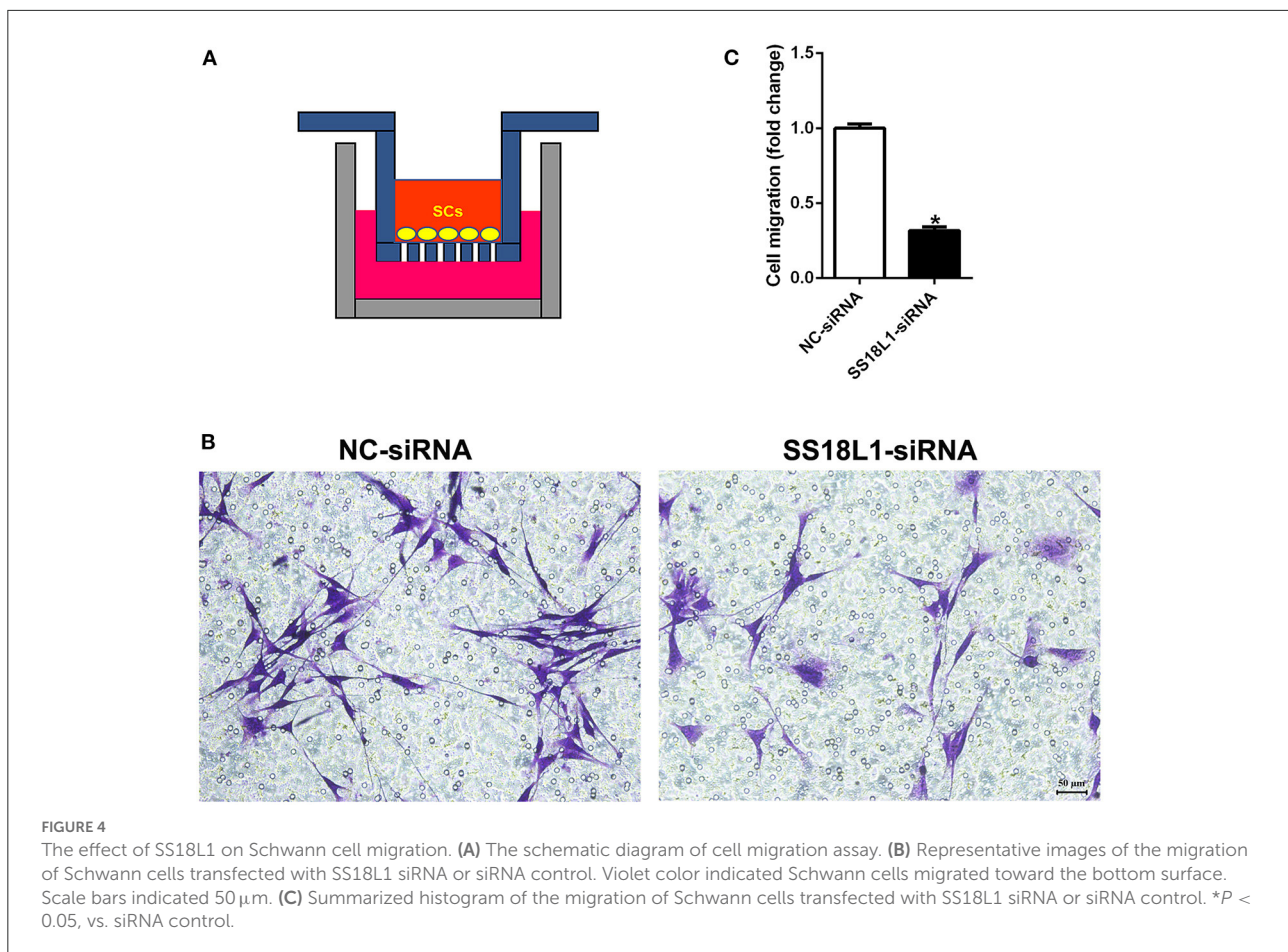 A
SCs
C
Cell migration (fold change)
1.5
1.0
0.5
0.0
*
NC-siRNA
SS18L1-siRNA
B
NC-siRNA
SS18L1-siRNA
50 μm
FIGURE 4
The effect of SS18L1 on Schwann cell migration. (A) The schematic diagram of cell migration assay. (B) Representative images of the migration
of Schwann cells transfected with SS18L1 siRNA or siRNA control. Violet color indicated Schwann cells migrated toward the bottom surface.
Scale bars indicated 50 μm. (C) Summarized histogram of the migration of Schwann cells transfected with SS18L1 siRNA or siRNA control. *P <
0.05, vs. siRNA control.